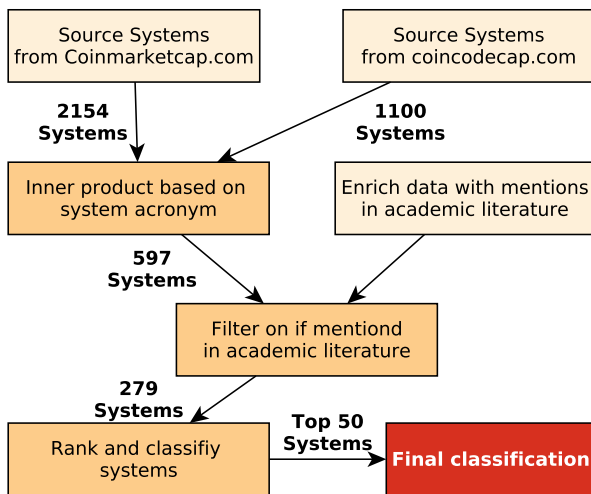 Source Systems
from Coinmarketcap.com
Source Systems
from coincodecap.com
2154
Systems
1100
Systems
Inner product based on
system acronym
Enrich data with mentions
in academic literature
597
Systems
Filter on if mentiond
in academic literature
279
Systems
Top 50
Systems
Rank and classifiy
systems
Final classification